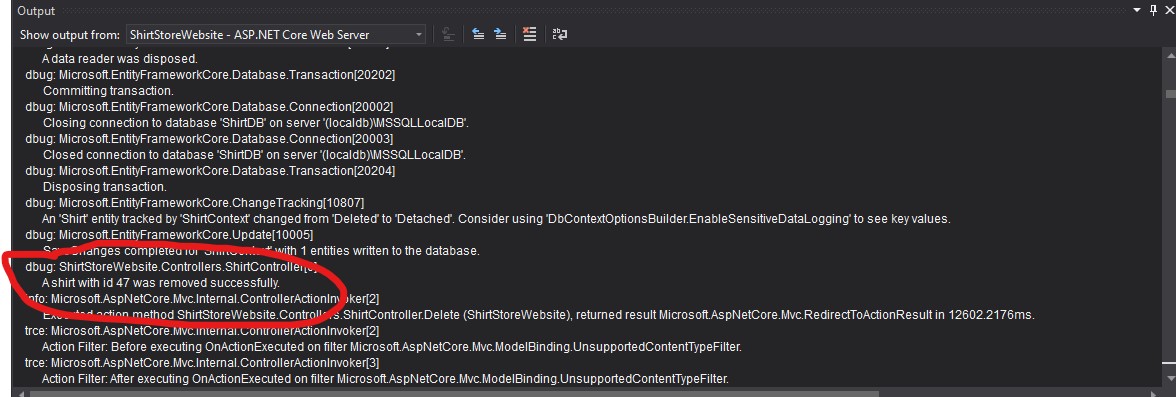 Output
Show output from: ShirtStoreWebsite - ASP.NET Core Web Server
A data reader was disposed.
dbug: Microsoft.EntityFrameworkCore.Database.Transaction[20202]
Committing transaction.
dbug: Microsoft.EntityFrameworkCore.Database.Connection[20002]
Closing connection to database 'ShirtDB' on server '(localdb)\MSSQLLocalDB'.
dbug: Microsoft.EntityFrameworkCore.Database.Connection[20003]
Closed connection to database 'ShirtDB' on server '(localdb)\MSSQLLocalDB'.
dbug: Microsoft.EntityFrameworkCore.Database.Transaction[20204]
Disposing transaction.
dbug: Microsoft.EntityFrameworkCore.ChangeTracking[10807]
An 'Shirt' entity tracked by 'ShirtContext' changed from 'Deleted' to 'Detached'. Consider using 'DbContextOptionsBuilder.EnableSensitiveDataLogging' to see key values.
dbug: Microsoft.EntityFrameworkCore.Update[10005]
SaveChanges completed for 'ShirtContext' with 1 entities written to the database.
dbug: ShirtStoreWebsite.Controllers.ShirtController[0]
A shirt with id 47 was removed successfully.
info: Microsoft.AspNetCore.Mvc.Internal.ControllerActionInvoker[2]
Executed action method ShirtStoreWebsite.Controllers.ShirtController.Delete (ShirtStoreWebsite), returned result Microsoft.AspNetCore.Mvc.RedirectToActionResult in 12602.2176ms.
trce: Microsoft.AspNetCore.Mvc.Internal.ControllerActionInvoker[2]
Action Filter: Before executing OnActionExecuted on filter Microsoft.AspNetCore.Mvc.ModelBinding.UnsupportedContentTypeFilter.
trce: Microsoft.AspNetCore.Mvc.Internal.ControllerActionInvoker[3]
Action Filter: After executing OnActionExecuted on filter Microsoft.AspNetCore.Mvc.ModelBinding.UnsupportedContentTypeFilter.